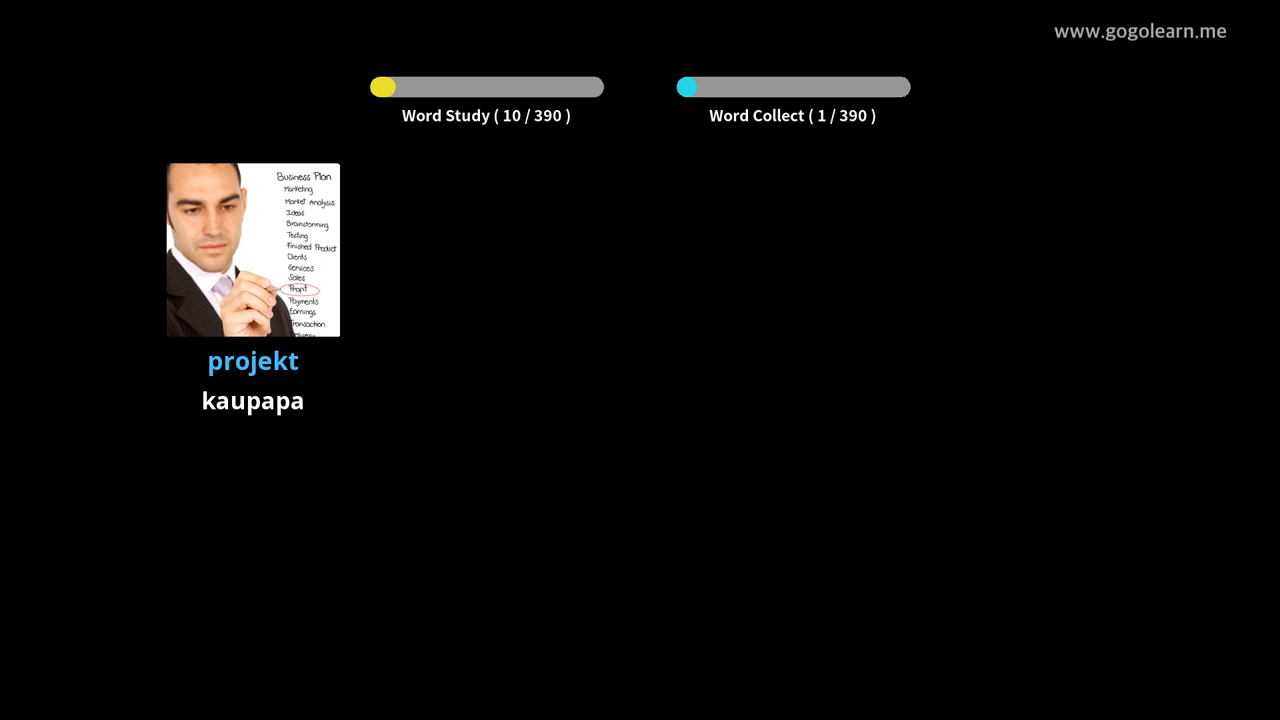 www.gogolearn.me
Word Study ( 10 / 390 )
Word Collect ( 1 / 390 )
Business Plan
Marketing
Market Analysis
Ideas
Brainstorming
Testing
Finished Product
Clients
Services
Sales
Profit
Payments
Earnings
Transaction
projekt
kaupapa